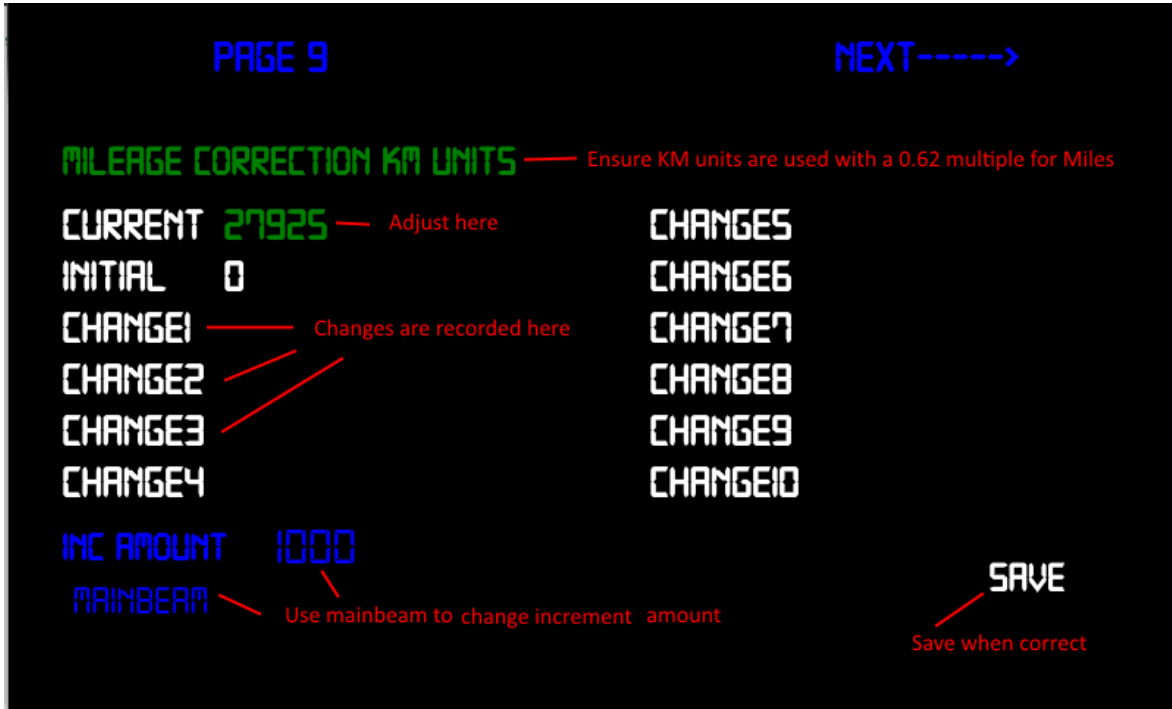 PAGE 9 NEXT----->
MILEAGE CORRECTION KM UNITS Ensure KM units are used with a 0.62 multiple for Miles
CURRENT 27925 Adjust here CHANGE5
INITIAL 0 CHANGE6
CHANGE1 Changes are recorded here CHANGE7
CHANGE2 CHANGE8
CHANGE3 CHANGE9
CHANGE4 CHANGE10
INC AMOUNT 1000
SAVE
MAINBEAM Use mainbeam to change increment amount
Save when correct